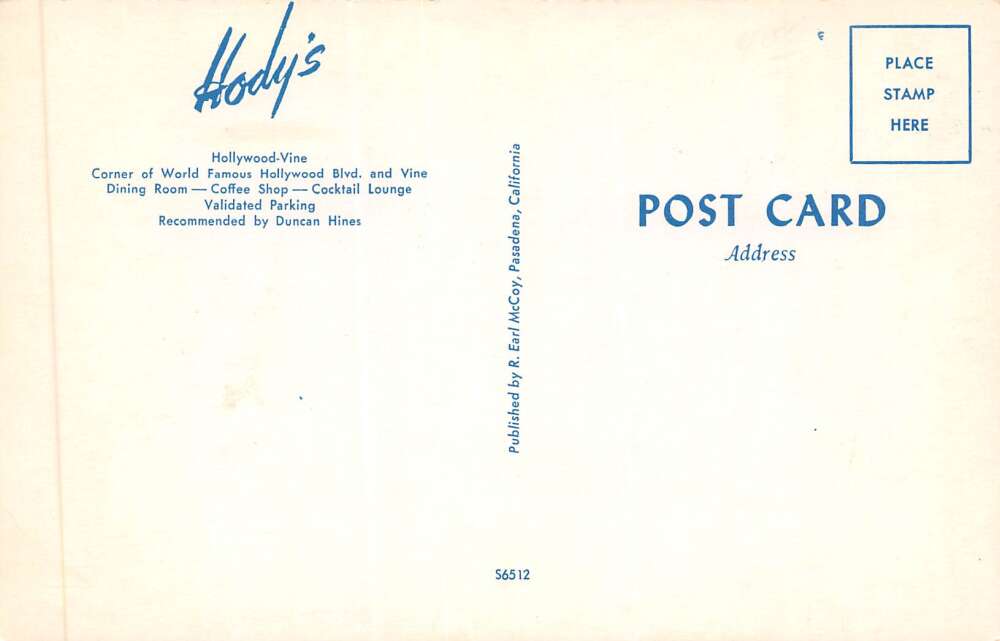 Hody's
Hollywood-Vine
Corner of World Famous Hollywood Blvd. and Vine
Dining Room — Coffee Shop — Cocktail Lounge
Validated Parking
Recommended by Duncan Hines
Published by R. Earl McCoy, Pasadena, California
S6512
PLACE
STAMP
HERE
POST CARD
Address